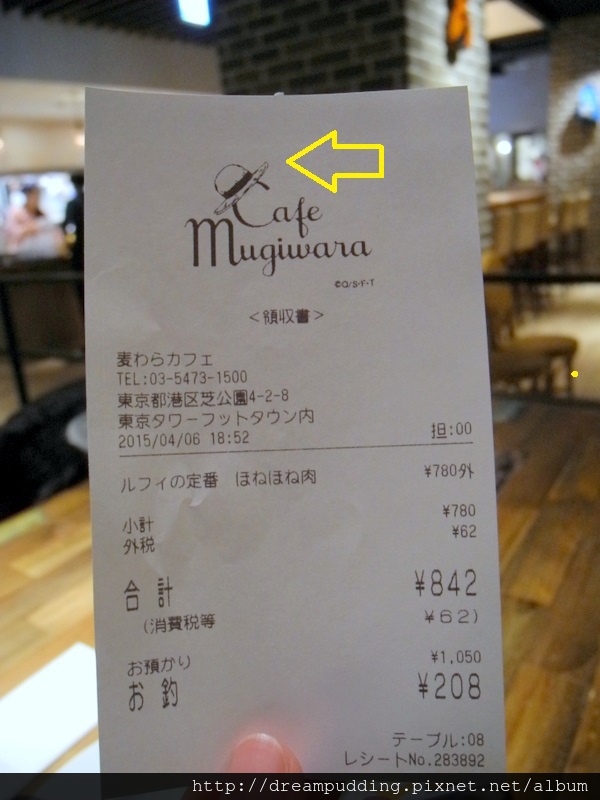 Cafe
Mugiwara
©O/S・F・T
<領収書>
麦わらカフェ
TEL:03-5473-1500
東京都港区芝公園4-2-8
東京タワーフットタウン内
2015/04/06 18:52 担:00
ルフィの定番 ほねほね肉 ¥780外
小計 ¥780
外税 ¥62
合計 ¥842
(消費税等 ¥62)
お預かり ¥1,050
お釣 ¥208
テーブル:08
レシートNo.283892
http://dreampudding.pixnet.net/album